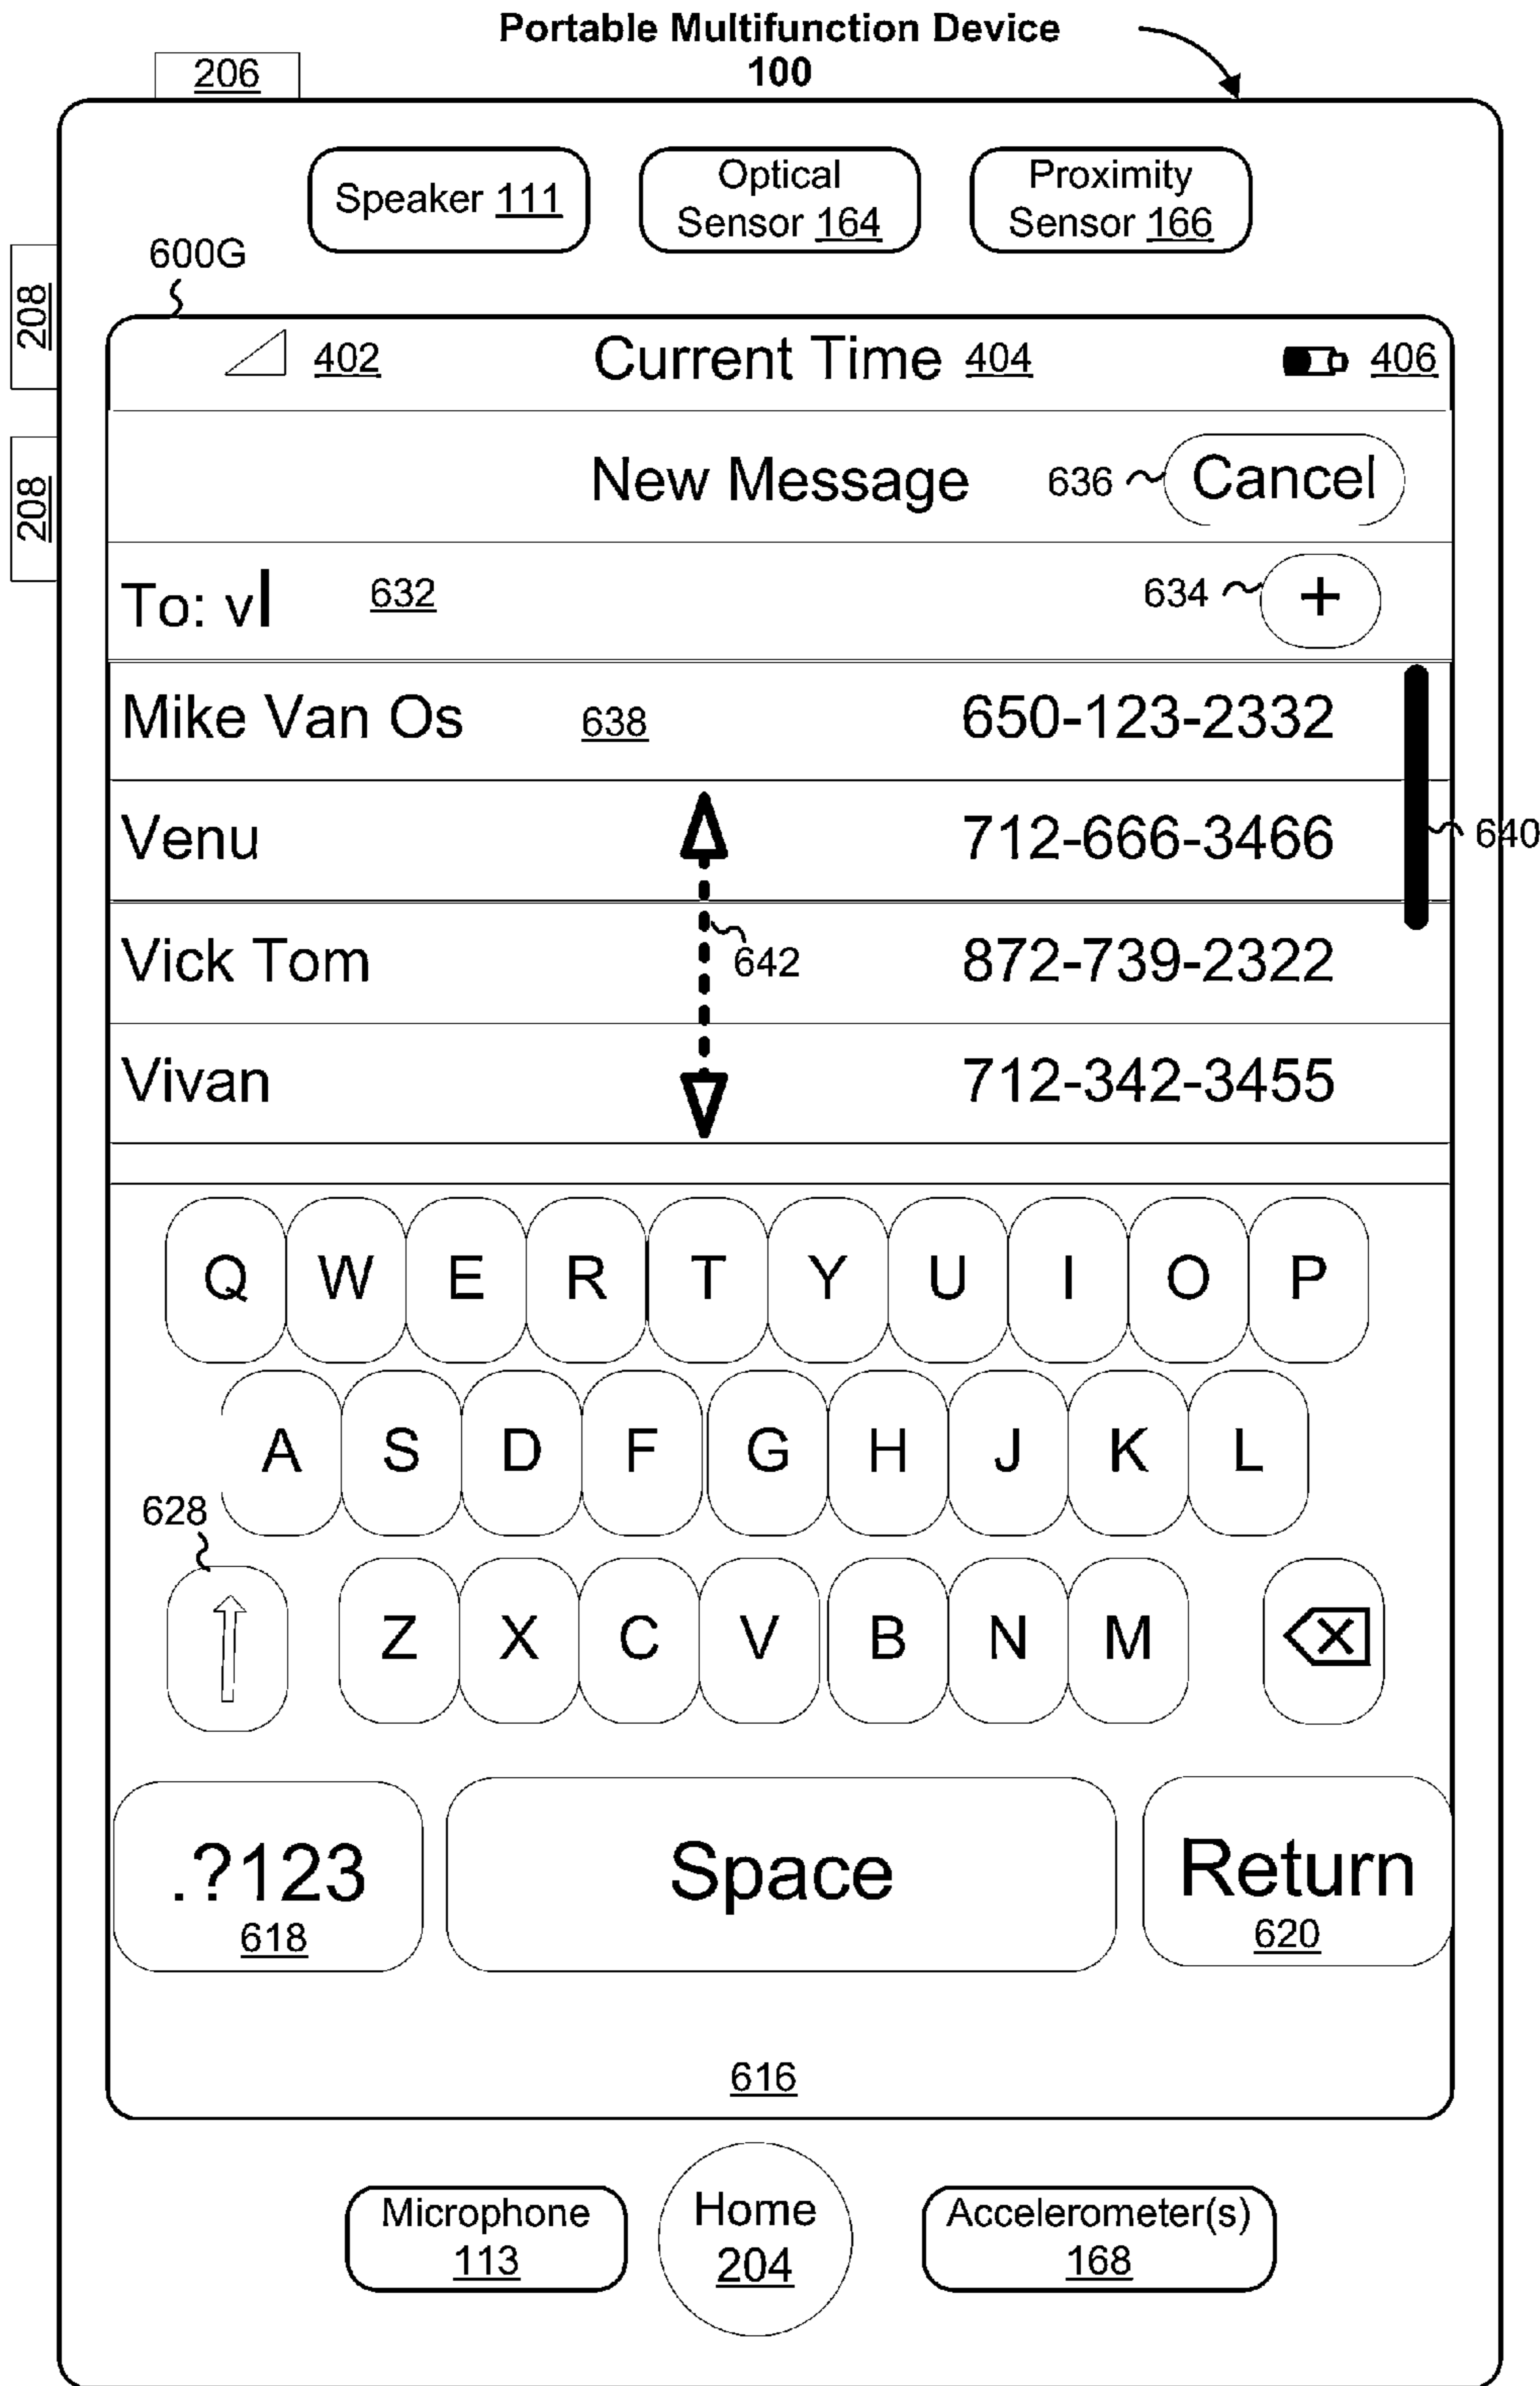 Portable Multifunction Device
100
206
Speaker 111
Optical
Sensor 164
Proximity
Sensor 166
600G
208
208
402 Current Time 404 406
New Message 636 Cancel
To: v 632 634 +
Mike Van Os 638 650-123-2332
Venu 712-666-3466 640
Vick Tom 642 872-739-2322
Vivan 712-342-3455
Q W E R T Y U I O P
A S D F G H J K L
628
Z X C V B N M
.?123 Space Return
618 620
616
Microphone
113
Home
204
Accelerometer(s)
168